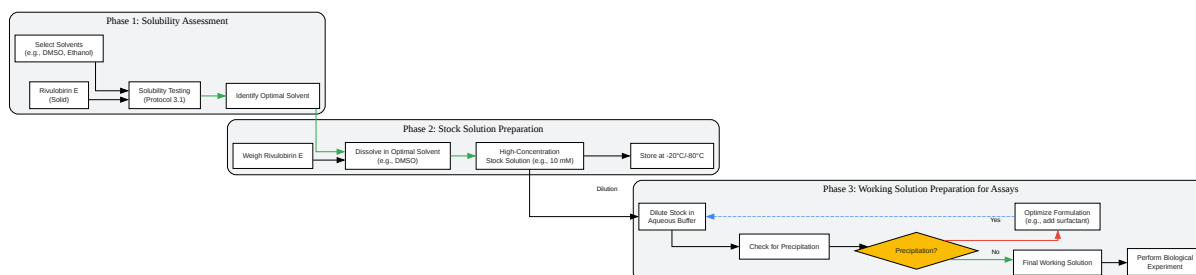 Phase 1: Solubility Assessment
Select Solvents
(e.g., DMSO, Ethanol)
Rivulobirin E
(Solid)
Solubility Testing
(Protocol 3.1)
Identify Optimal Solvent
Phase 2: Stock Solution Preparation
Weigh Rivulobirin E
Dissolve in Optimal Solvent
(e.g., DMSO)
High-Concentration
Stock Solution (e.g., 10 mM)
Store at -20°C/-80°C
Dilution
Phase 3: Working Solution Preparation for Assays
Dilute Stock in
Aqueous Buffer
Check for Precipitation
Precipitation?
Yes
Optimize Formulation
(e.g., add surfactant)
No
Final Working Solution
Perform Biological
Experiment